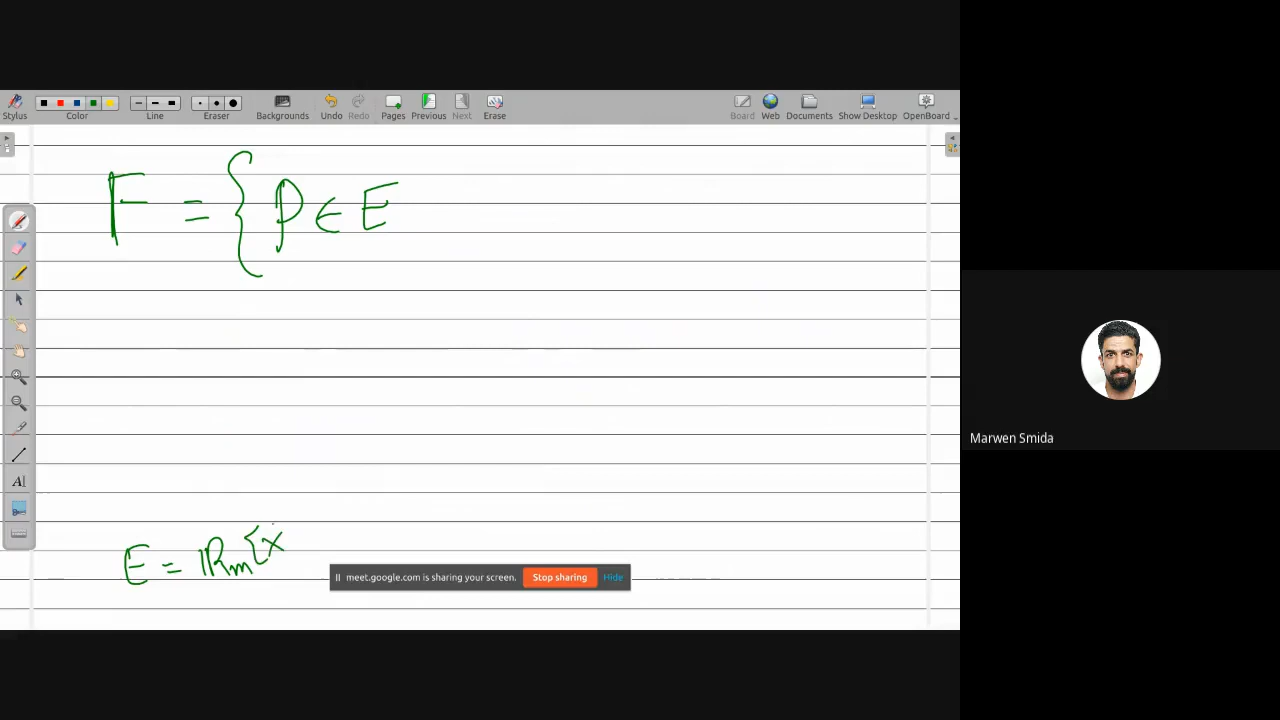 Stylus Color Line Eraser Backgrounds Undo Redo Pages Previous Next Erase Board Web Documents Show Desktop OpenBoard
F = { P ∈ E
E = ℝm[X
meet.google.com is sharing your screen. Stop sharing Hide
Marwen Smida